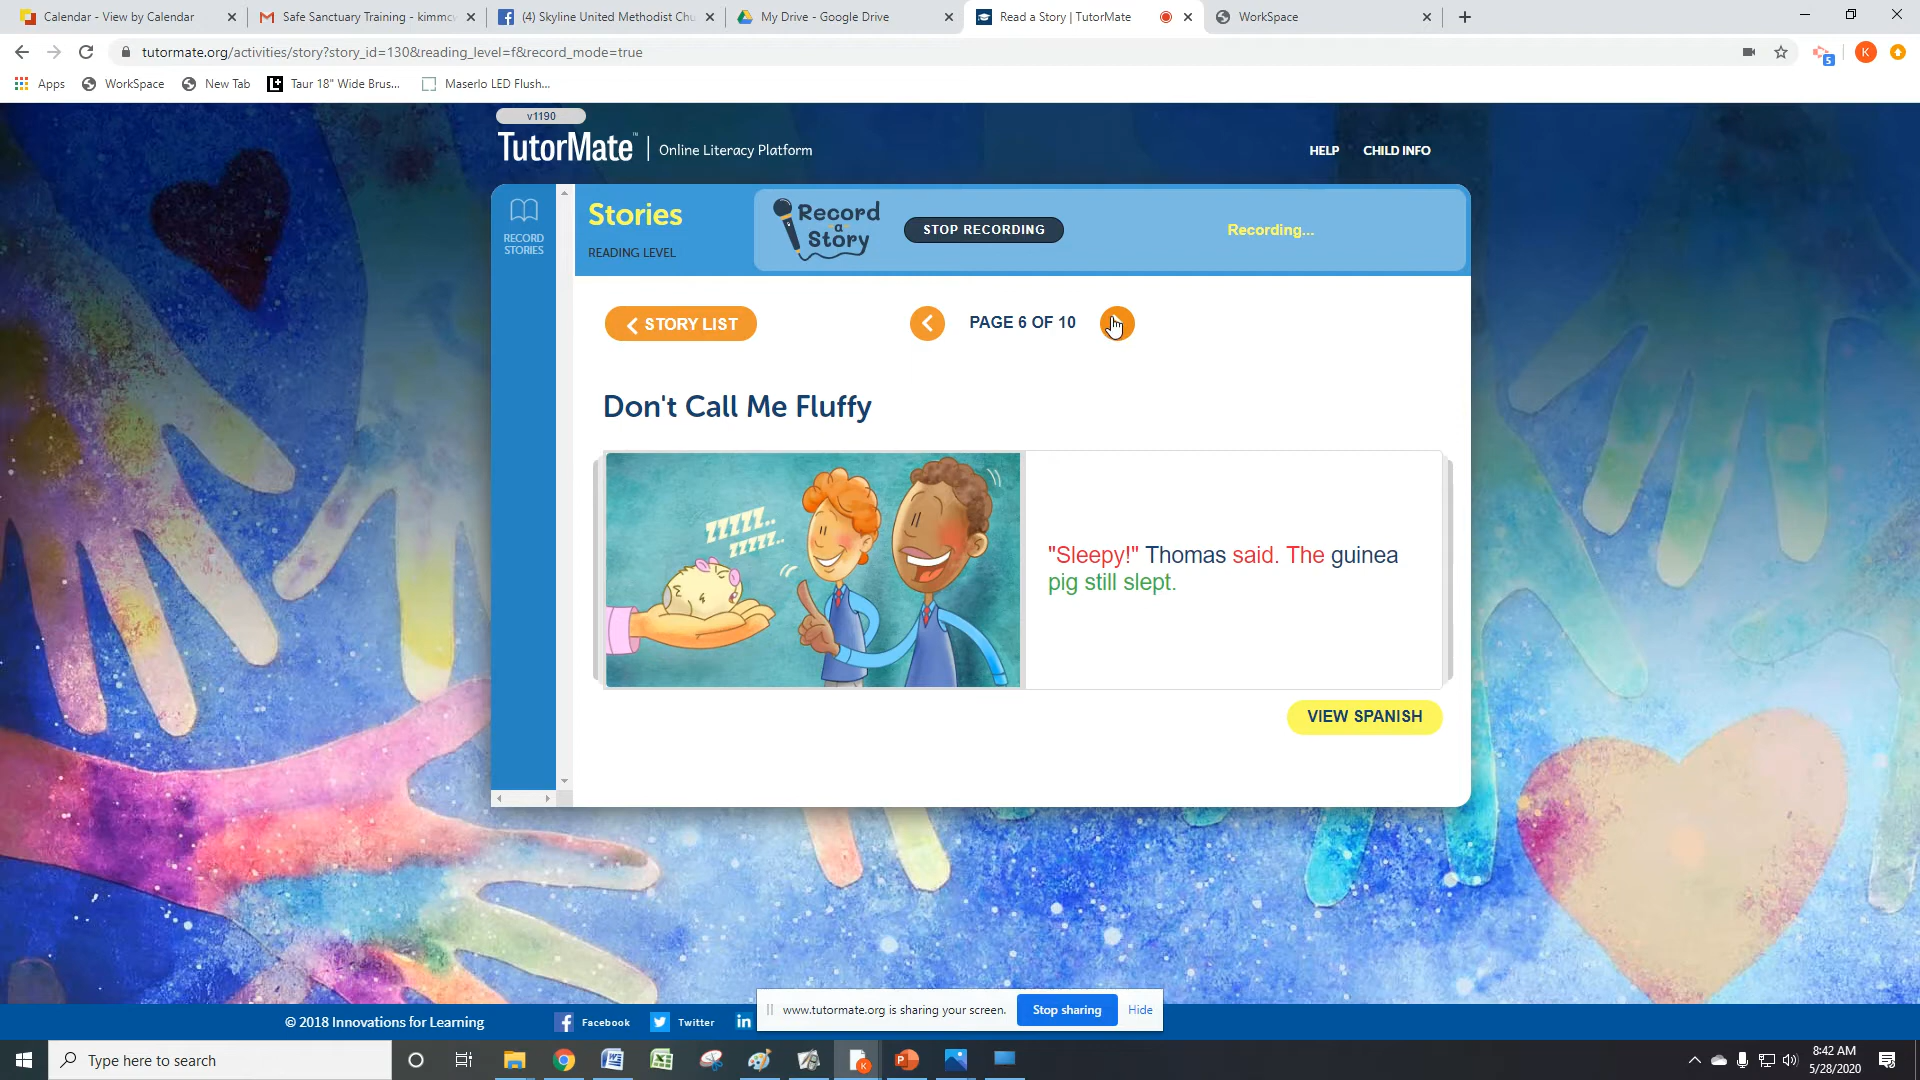 Calendar - View by Calendar
Safe Sanctuary Training - kimmcv
(4) Skyline United Methodist Chu
My Drive - Google Drive
Read a Story | TutorMate
WorkSpace
tutormate.org/activities/story?story_id=130&reading_level=f&record_mode=true
5
K
Apps
WorkSpace
New Tab
Taur 18" Wide Brus...
Maserlo LED Flush...
v1190
TutorMate™
Online Literacy Platform
HELP
CHILD INFO
RECORD
STORIES
Stories
READING LEVEL
Record
a
Story
STOP RECORDING
Recording...
STORY LIST
PAGE 6 OF 10
Don't Call Me Fluffy
ZZZZZ..
ZZZZZ..
"Sleepy!" Thomas said. The guinea
pig still slept.
VIEW SPANISH
© 2018 Innovations for Learning
Facebook
Twitter
www.tutormate.org is sharing your screen.
Stop sharing
Hide
Type here to search
8:42 AM
5/28/2020